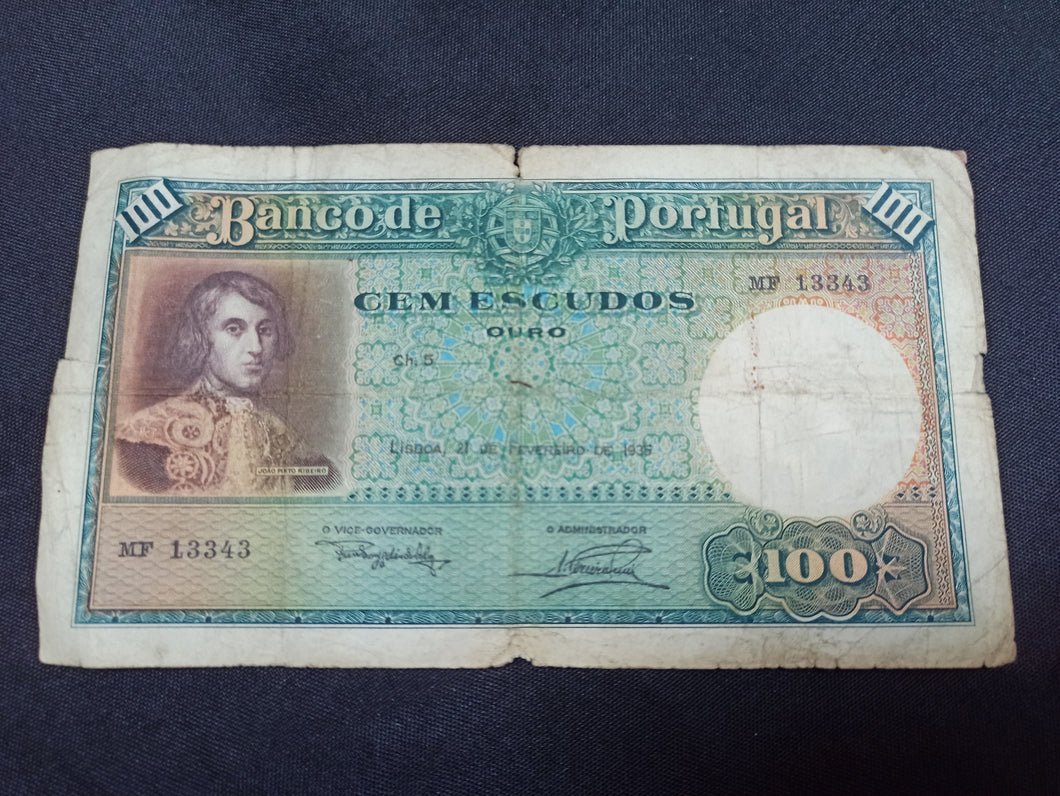 100 Banco de Portugal 100
MF 13343
CEM ESCUDOS
OURO
Ch. 5
LISBOA, 21 DE FEVEREIRO DE 1935
JOÃO PINTO RIBEIRO
O VICE-GOVERNADOR O ADMINISTRADOR
MF 13343
100